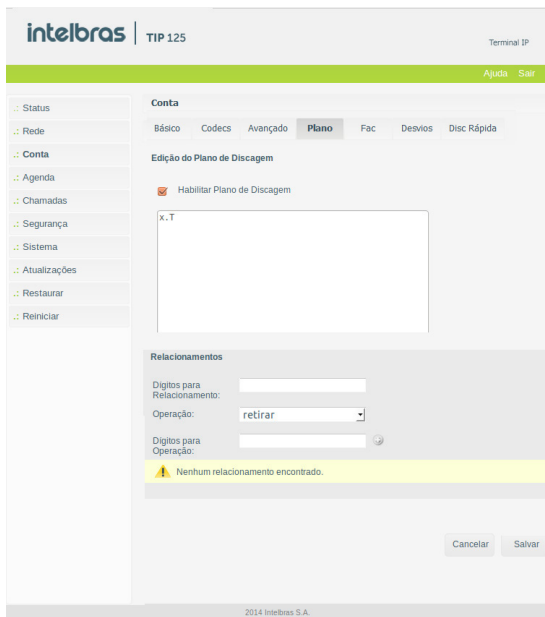 intelbras TIP 125
Terminal IP
Ajuda Sair
.: Status
.: Rede
.: Conta
.: Agenda
.: Chamadas
.: Segurança
.: Sistema
.: Atualizações
.: Restaurar
.: Reiniciar
Conta
Básico Codecs Avançado Plano Fac Desvios Disc Rápida
Edição do Plano de Discagem
Habilitar Plano de Discagem
x.T
Relacionamentos
Dígitos para
Relacionamento:
Operação: retirar
Dígitos para
Operação:
Nenhum relacionamento encontrado.
Cancelar Salvar
2014 Intelbras S.A.